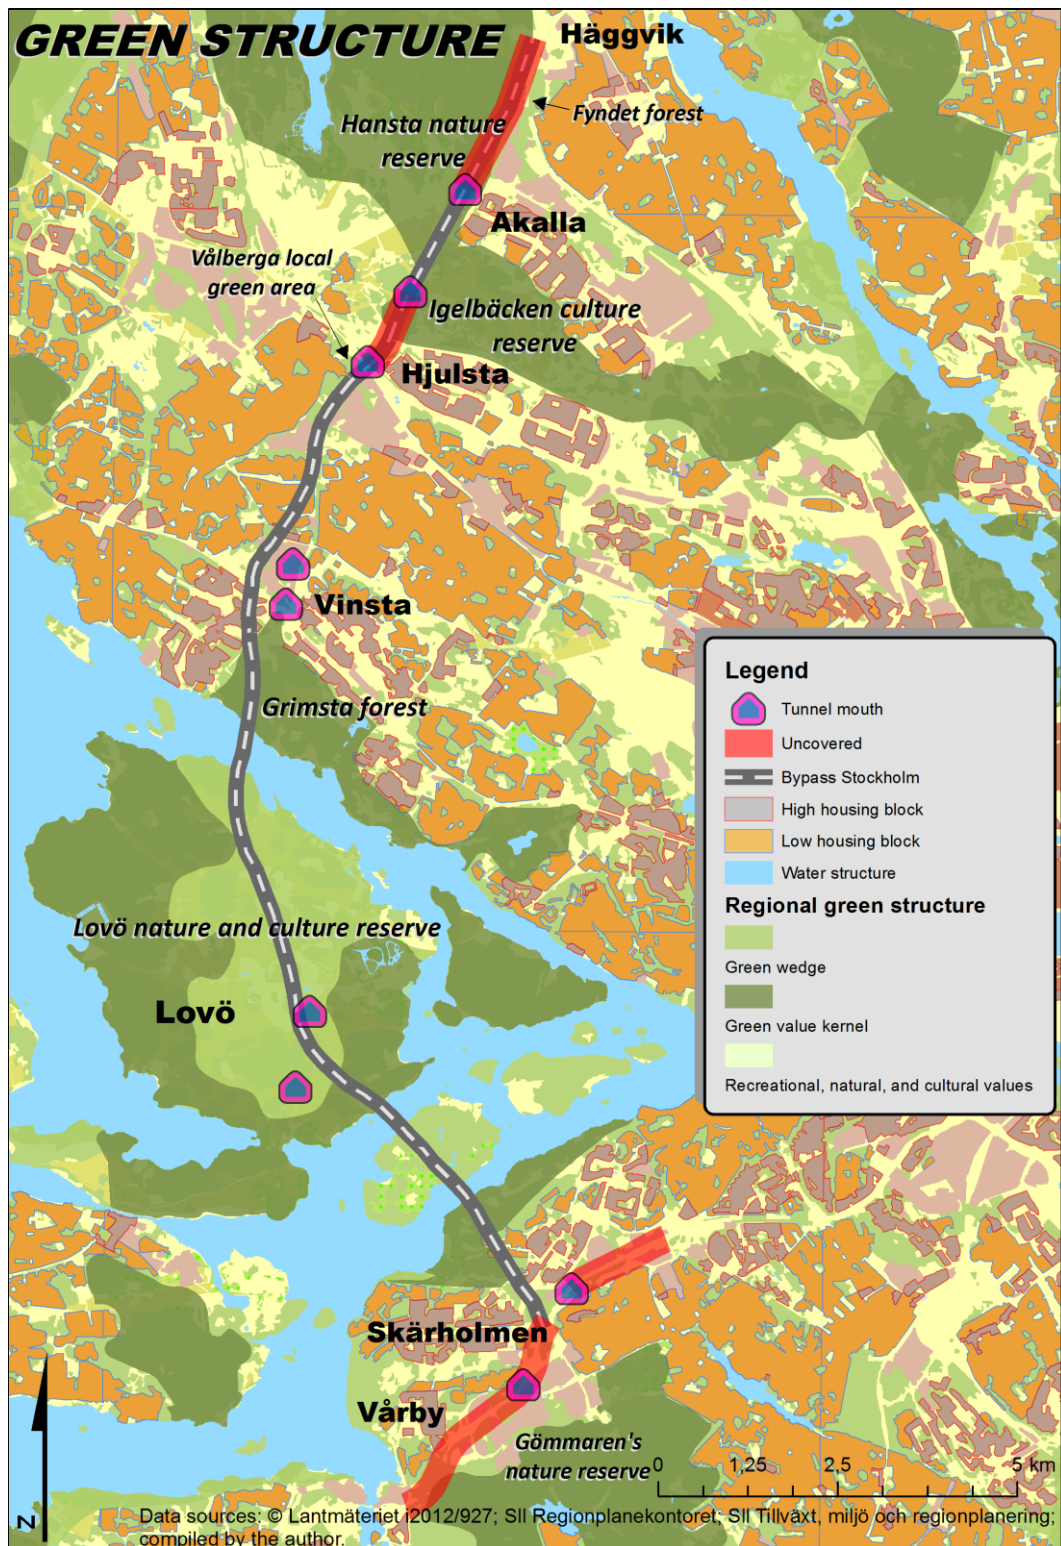 GREEN STRUCTURE
Häggvik
Fyndet forest
Hansta nature
reserve
Akalla
Vålberga local
green area
Igelbäcken culture
reserve
Hjulsta
Vinsta
Grimsta forest
Legend
Tunnel mouth
Uncovered
Bypass Stockholm
High housing block
Low housing block
Water structure
Regional green structure
Green wedge
Green value kernel
Recreational, natural, and cultural values
Lovö nature and culture reserve
Lovö
Skärholmen
Vårby
Gömmaren's
nature reserve
0 1,25 2,5 5 km
N
Data sources: © Lantmäteriet i2012/927; Sll Regionplanekontoret; Sll Tillväxt, miljö och regionplanering;
compiled by the author.